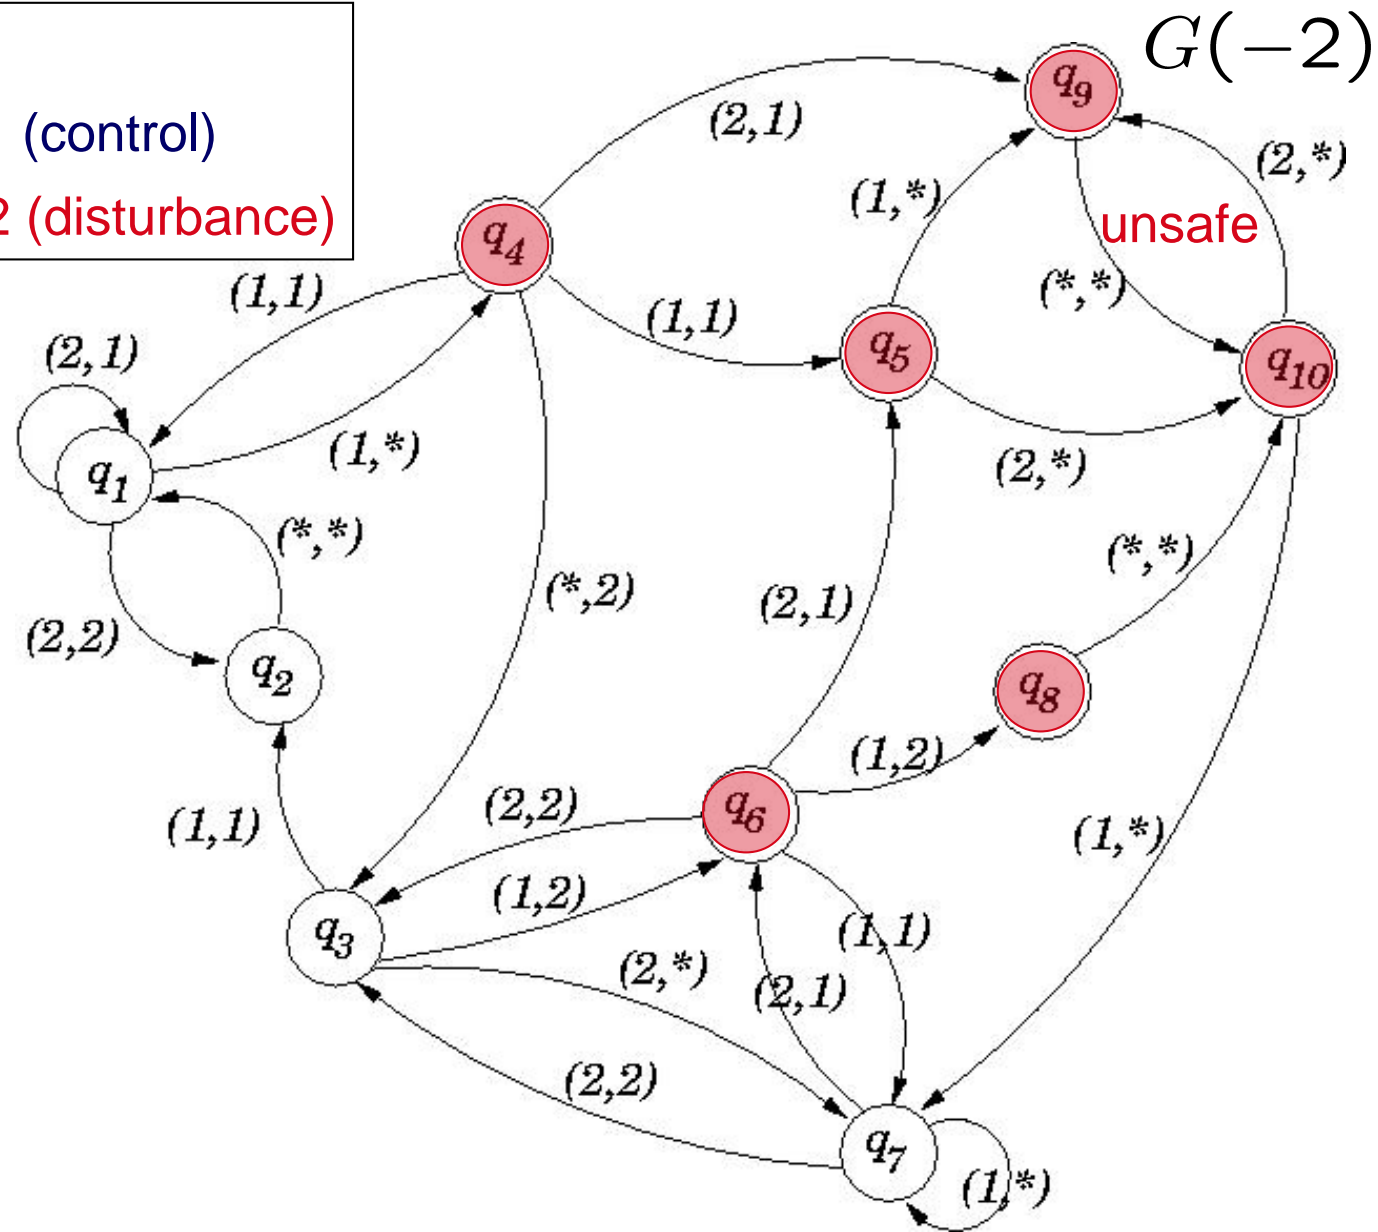 G(−2)
(control)
2 (disturbance)
q9
(2,1)
(2,*)
(1,*)
unsafe
q4
(1,1)
(*,*)
(1,1)
q5
q10
(2,1)
(1,*)
(2,*)
q1
(*,*)
(*,*)
(*,2)
(2,1)
(2,2)
q2
q8
(1,2)
(2,2)
q6
(1,1)
(1,*)
(1,2)
q3
(1,1)
(2,*)
(2,1)
(2,2)
q7
(1,*)